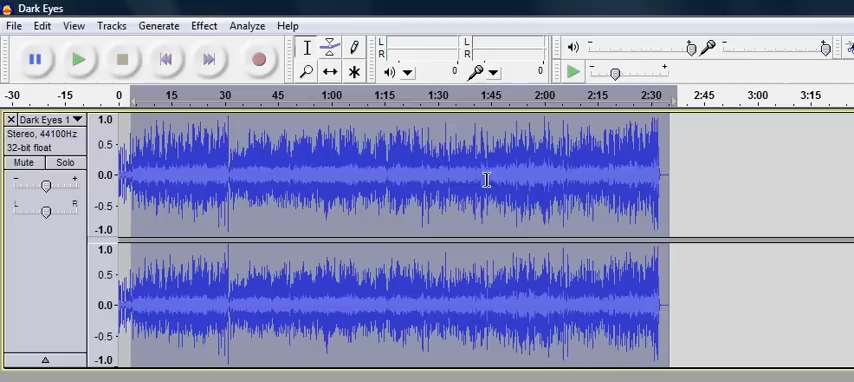 Dark Eyes
File Edit View Tracks Generate Effect Analyze Help
L R L R
0 0
-30 -15 0 15 30 45 1:00 1:15 1:30 1:45 2:00 2:15 2:30 2:45 3:00 3:15
Dark Eyes 1
Stereo, 44100Hz
32-bit float
Mute Solo
- +
L R
1.0
0.5
0.0
-0.5
-1.0
1.0
0.5
0.0
-0.5
-1.0